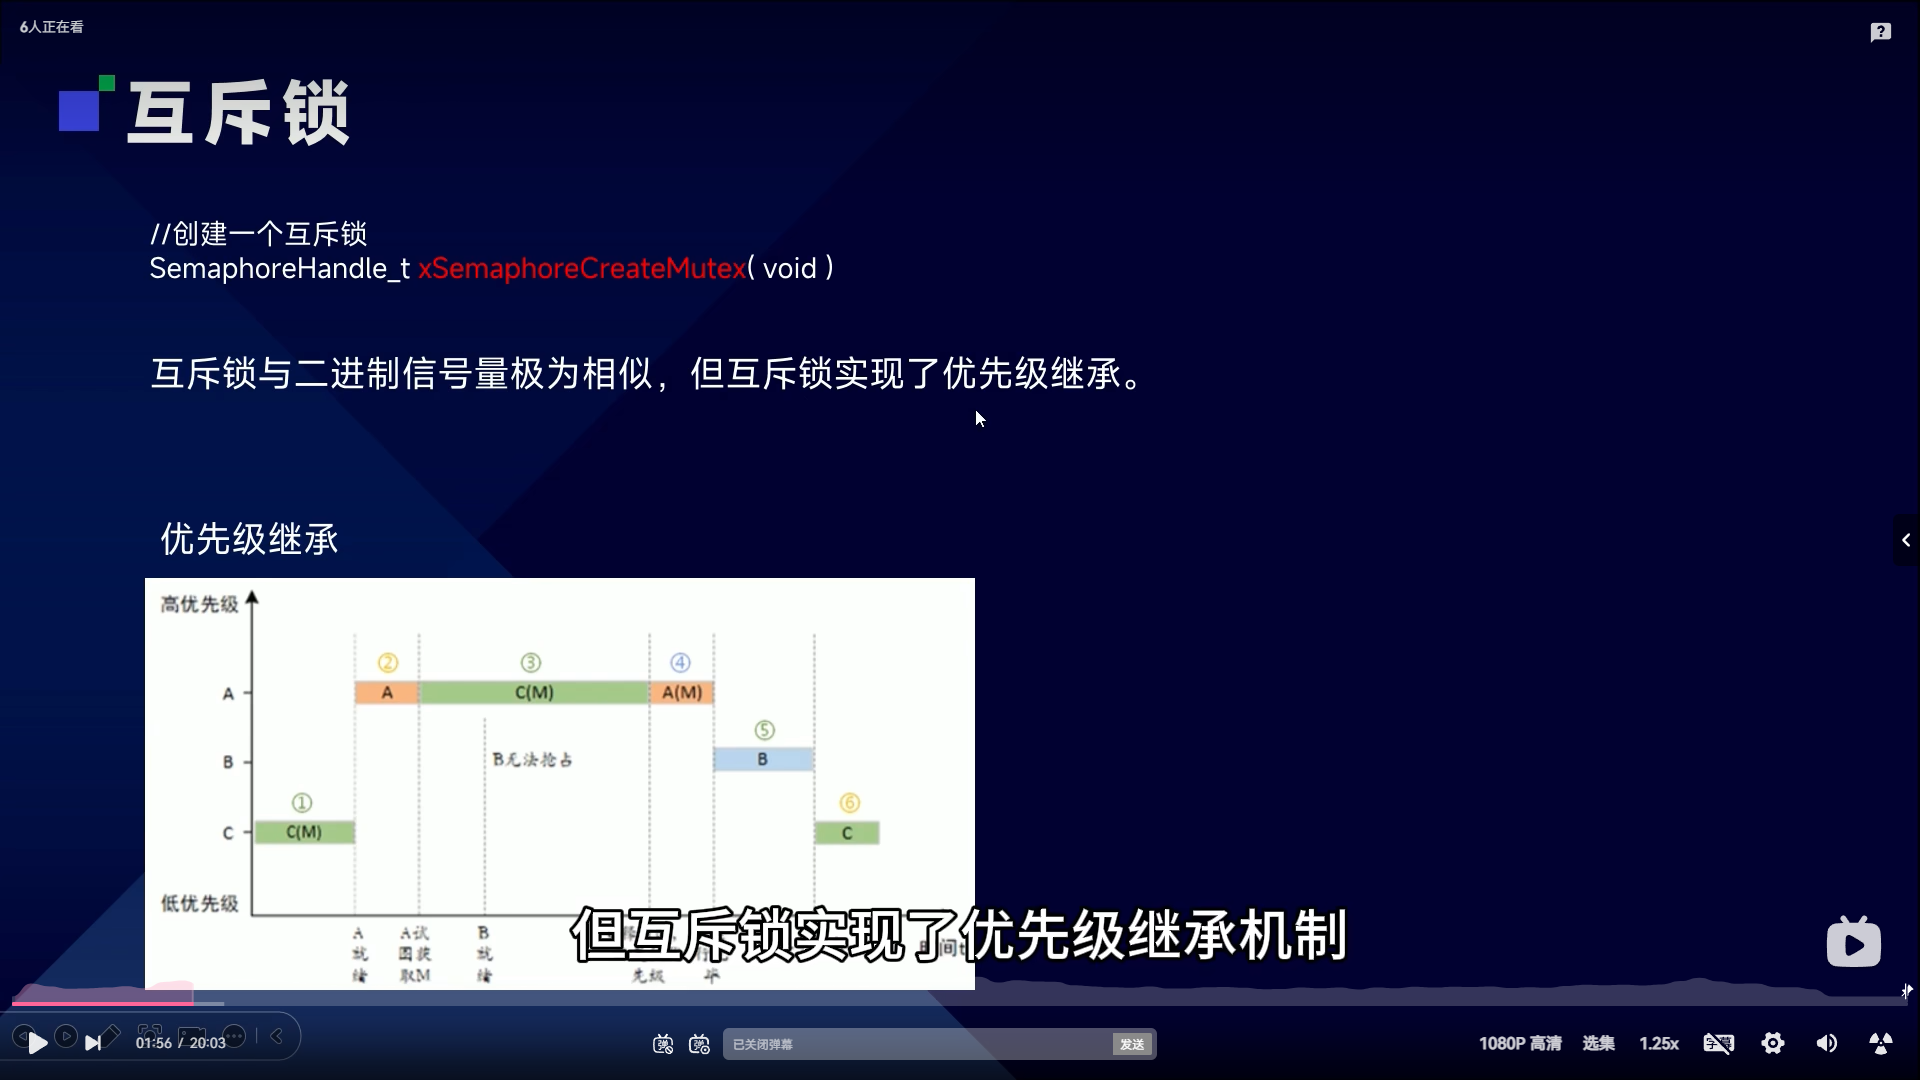 6人正在看
互斥锁
//创建一个互斥锁
SemaphoreHandle_t xSemaphoreCreateMutex( void )
互斥锁与二进制信号量极为相似，但互斥锁实现了优先级继承。
优先级继承
高优先级
② ③ ④
A A C(M) A(M)
⑤
B B无法抢占 B
① ⑥
C C(M) C
低优先级
A就绪 A试图获取M B就绪 先级
但互斥锁实现了优先级继承机制
01:56 / 20:03
已关闭弹幕 发送
1080P 高清 选集 1.25x 字幕